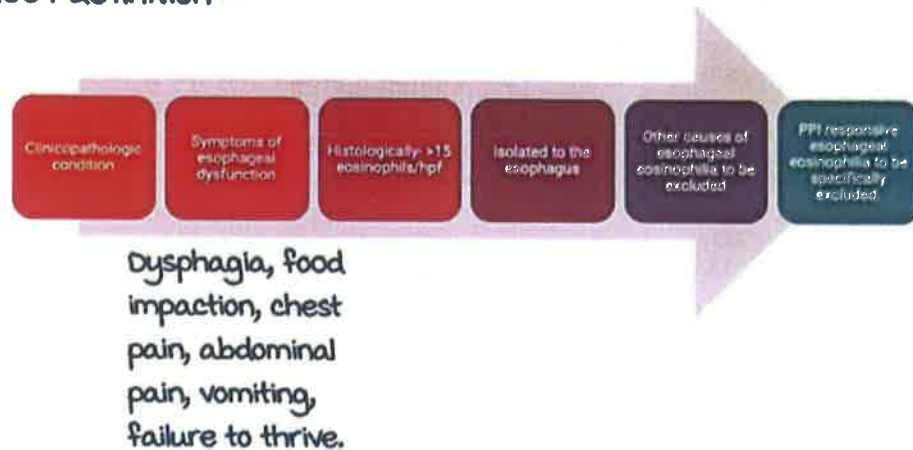 Clinicopathologic
condition
Symptoms of
esophageal
dysfunction
Histologically- >15
eosinophils/hpf
Isolated to the
esophagus
Other causes of
esophageal
eosinophilia to be
excluded
PPI responsive
esophageal
eosinophilia to be
specifically
excluded
Dysphagia, food
impaction, chest
pain, abdominal
pain, vomiting,
failure to thrive.